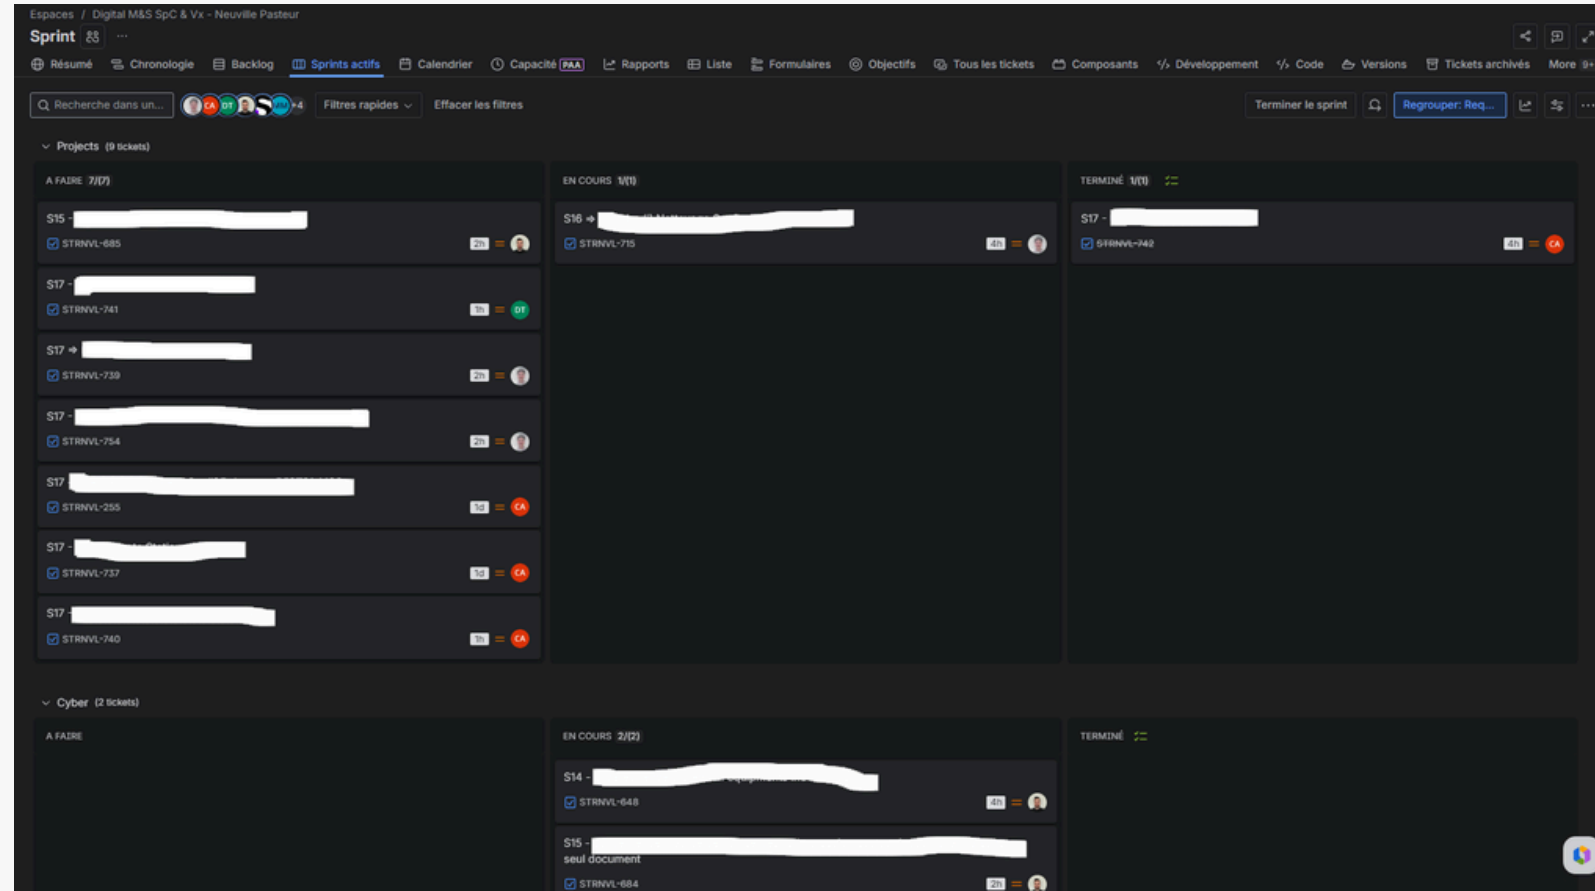 Espaces / Digital M&S SpC & Vx - Neuville Pasteur
Sprint ...
Résumé Chronologie Backlog Sprints actifs Calendrier Capacité PAA Rapports Liste Formulaires Objectifs Tous les tickets Composants Développement Code Versions Tickets archivés More 9+
Recherche dans un... CA DT +4 Filtres rapides Effacer les filtres Terminer le sprint Regrouper: Req...
Projects (9 tickets)
A FAIRE 7/(7) EN COURS 1/(1) TERMINÉ 1/(1)
S15 - S16 → S17 -
STRNVL-685 2h STRNVL-715 4h STRNVL-742 4h CA
S17 -
STRNVL-741 1h DT
S17 →
STRNVL-739 2h
S17 -
STRNVL-754 2h
S17
STRNVL-255 1d CA
S17 -
STRNVL-737 1d CA
S17 -
STRNVL-740 1h CA
Cyber (2 tickets)
A FAIRE EN COURS 2/(2) TERMINÉ
S14 -
STRNVL-648 4h
S15 -
seul document
STRNVL-684 2h